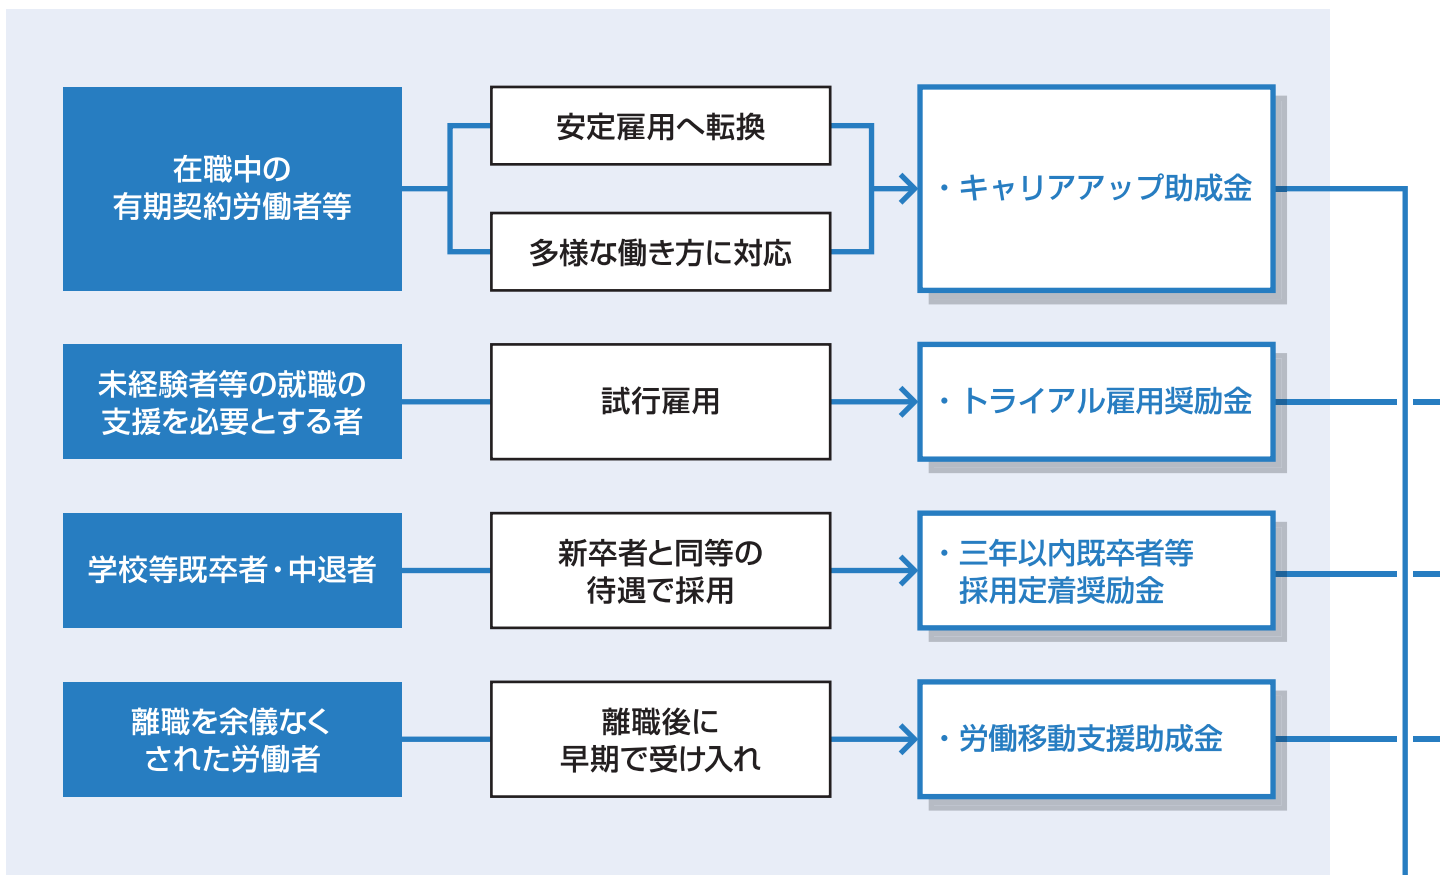 在職中の
有期契約労働者等
安定雇用へ転換
多様な働き方に対応
・キャリアアップ助成金
未経験者等の就職の
支援を必要とする者
試行雇用
・トライアル雇用奨励金
学校等既卒者・中退者
新卒者と同等の
待遇で採用
・三年以内既卒者等
採用定着奨励金
離職を余儀なく
された労働者
離職後に
早期で受け入れ
・労働移動支援助成金